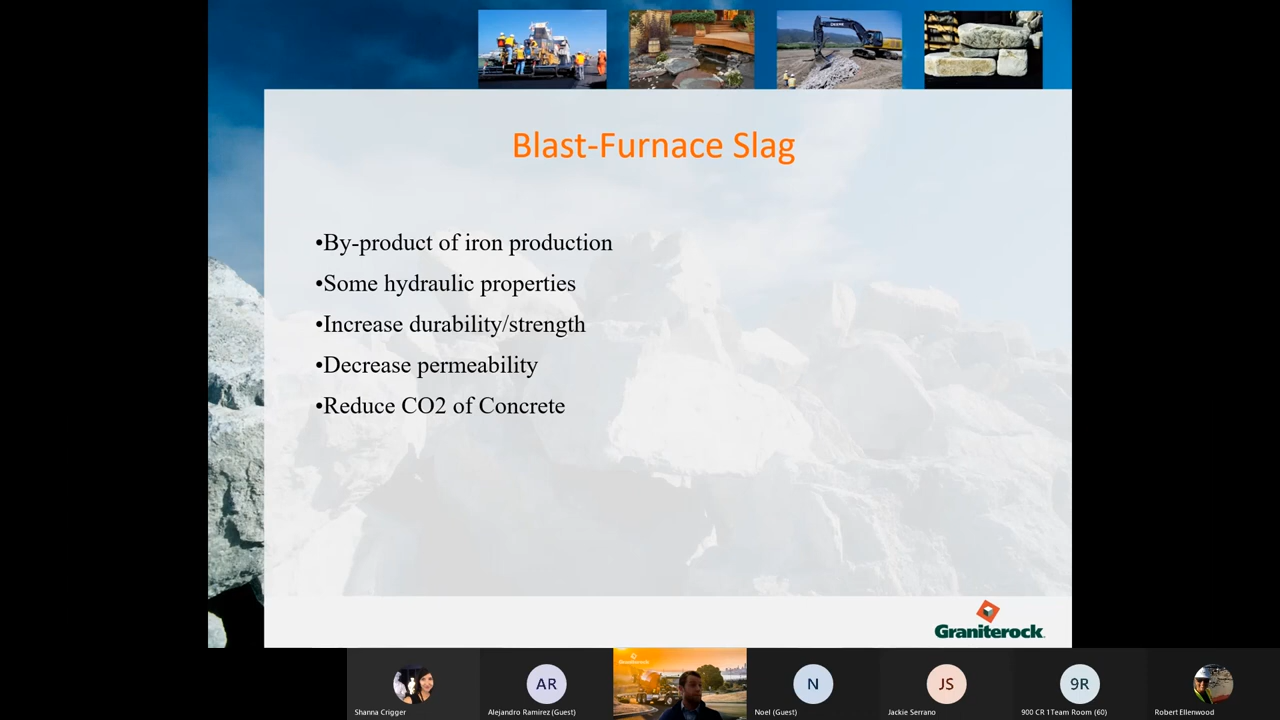 Blast-Furnace Slag
•By-product of iron production
•Some hydraulic properties
•Increase durability/strength
•Decrease permeability
•Reduce CO2 of Concrete
Graniterock
Graniterock
AR
N
JS
9R
Shanna Crigger
Alejandro Ramirez (Guest)
Noel (Guest)
Jackie Serrano
900 CR 1Team Room (60)
Robert Ellenwood